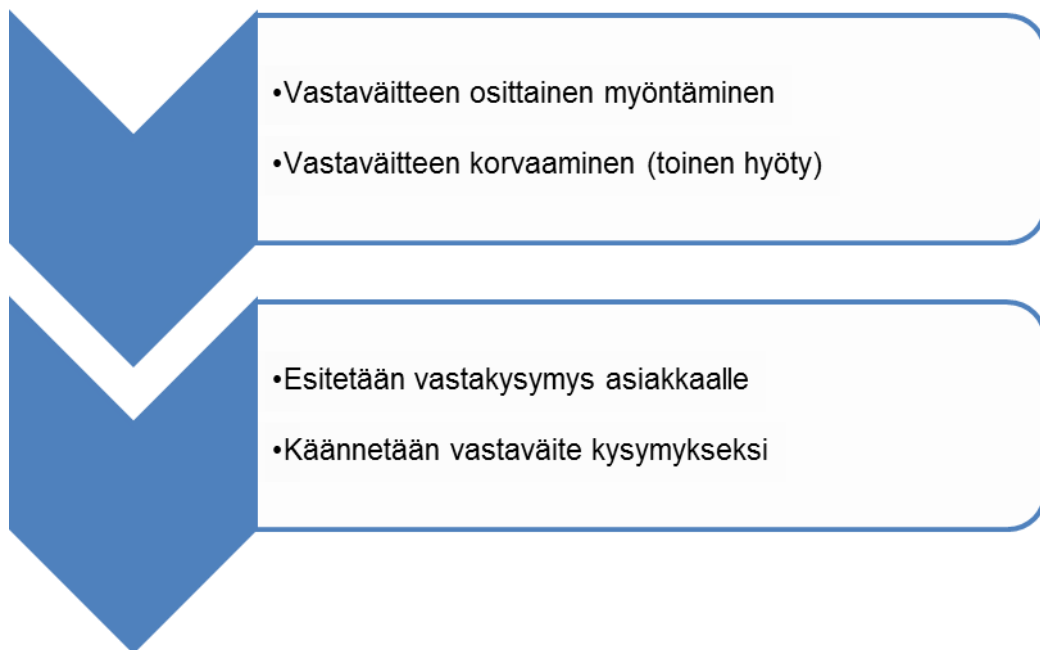 •Vastaväitteen osittainen myöntäminen
•Vastaväitteen korvaaminen (toinen hyöty)
•Esitetään vastakysymys asiakkaalle
•Käännetään vastaväite kysymykseksi